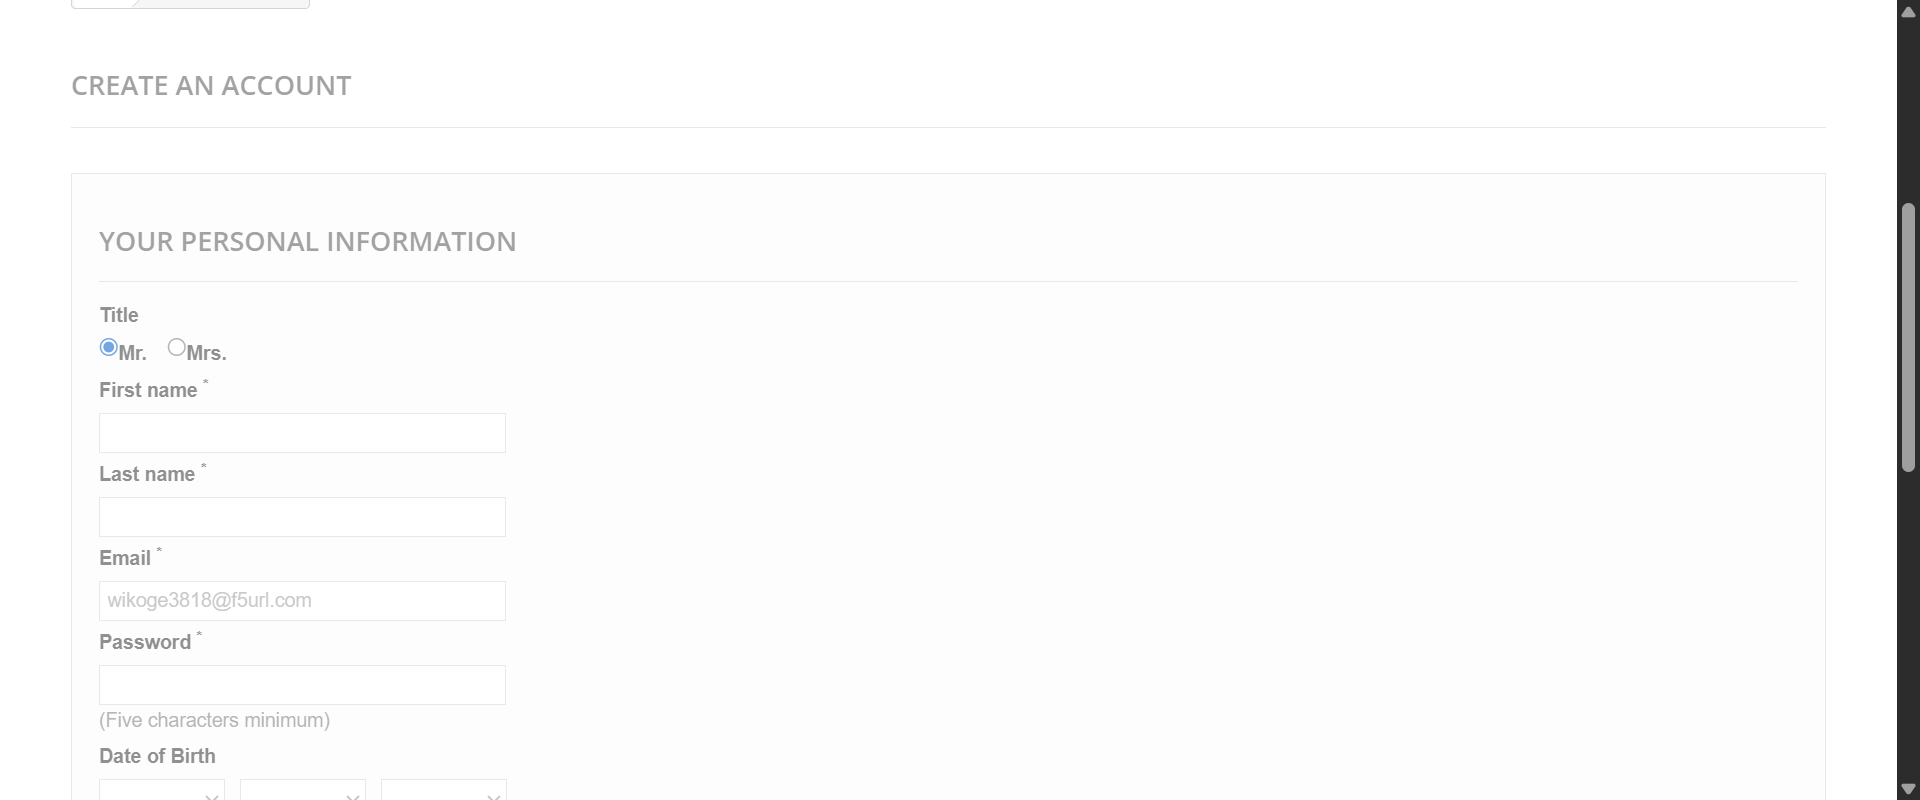 CREATE AN ACCOUNT
YOUR PERSONAL INFORMATION
Title
Mr. Mrs.
First name *
Last name *
Email *
wikoge3818@f5url.com
Password *
(Five characters minimum)
Date of Birth